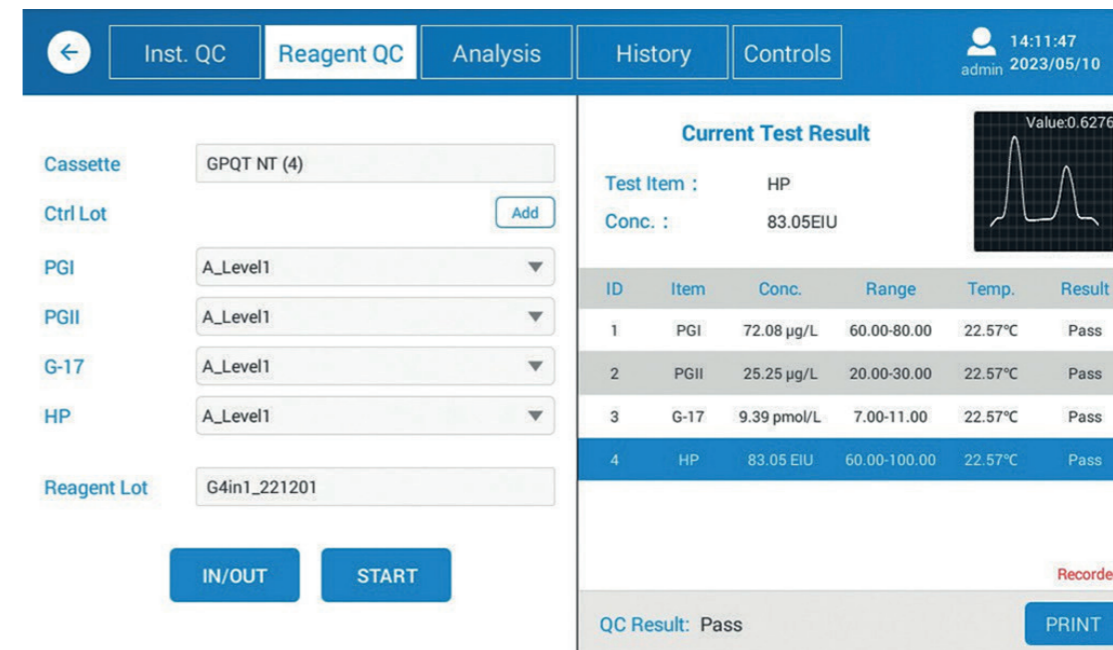 Inst. QC
Reagent QC
Analysis
History
Controls
admin
14:11:47
2023/05/10
Cassette GPQT NT (4)
Ctrl Lot Add
PGI A_Level1
PGII A_Level1
G-17 A_Level1
HP A_Level1
Reagent Lot G4in1_221201
IN/OUT START
Current Test Result
Value:0.6276
Test Item : HP
Conc. : 83.05EIU
ID Item Conc. Range Temp. Result
1 PGI 72.08 µg/L 60.00-80.00 22.57°C Pass
2 PGII 25.25 µg/L 20.00-30.00 22.57°C Pass
3 G-17 9.39 pmol/L 7.00-11.00 22.57°C Pass
4 HP 83.05 EIU 60.00-100.00 22.57°C Pass
Recorde
QC Result: Pass PRINT